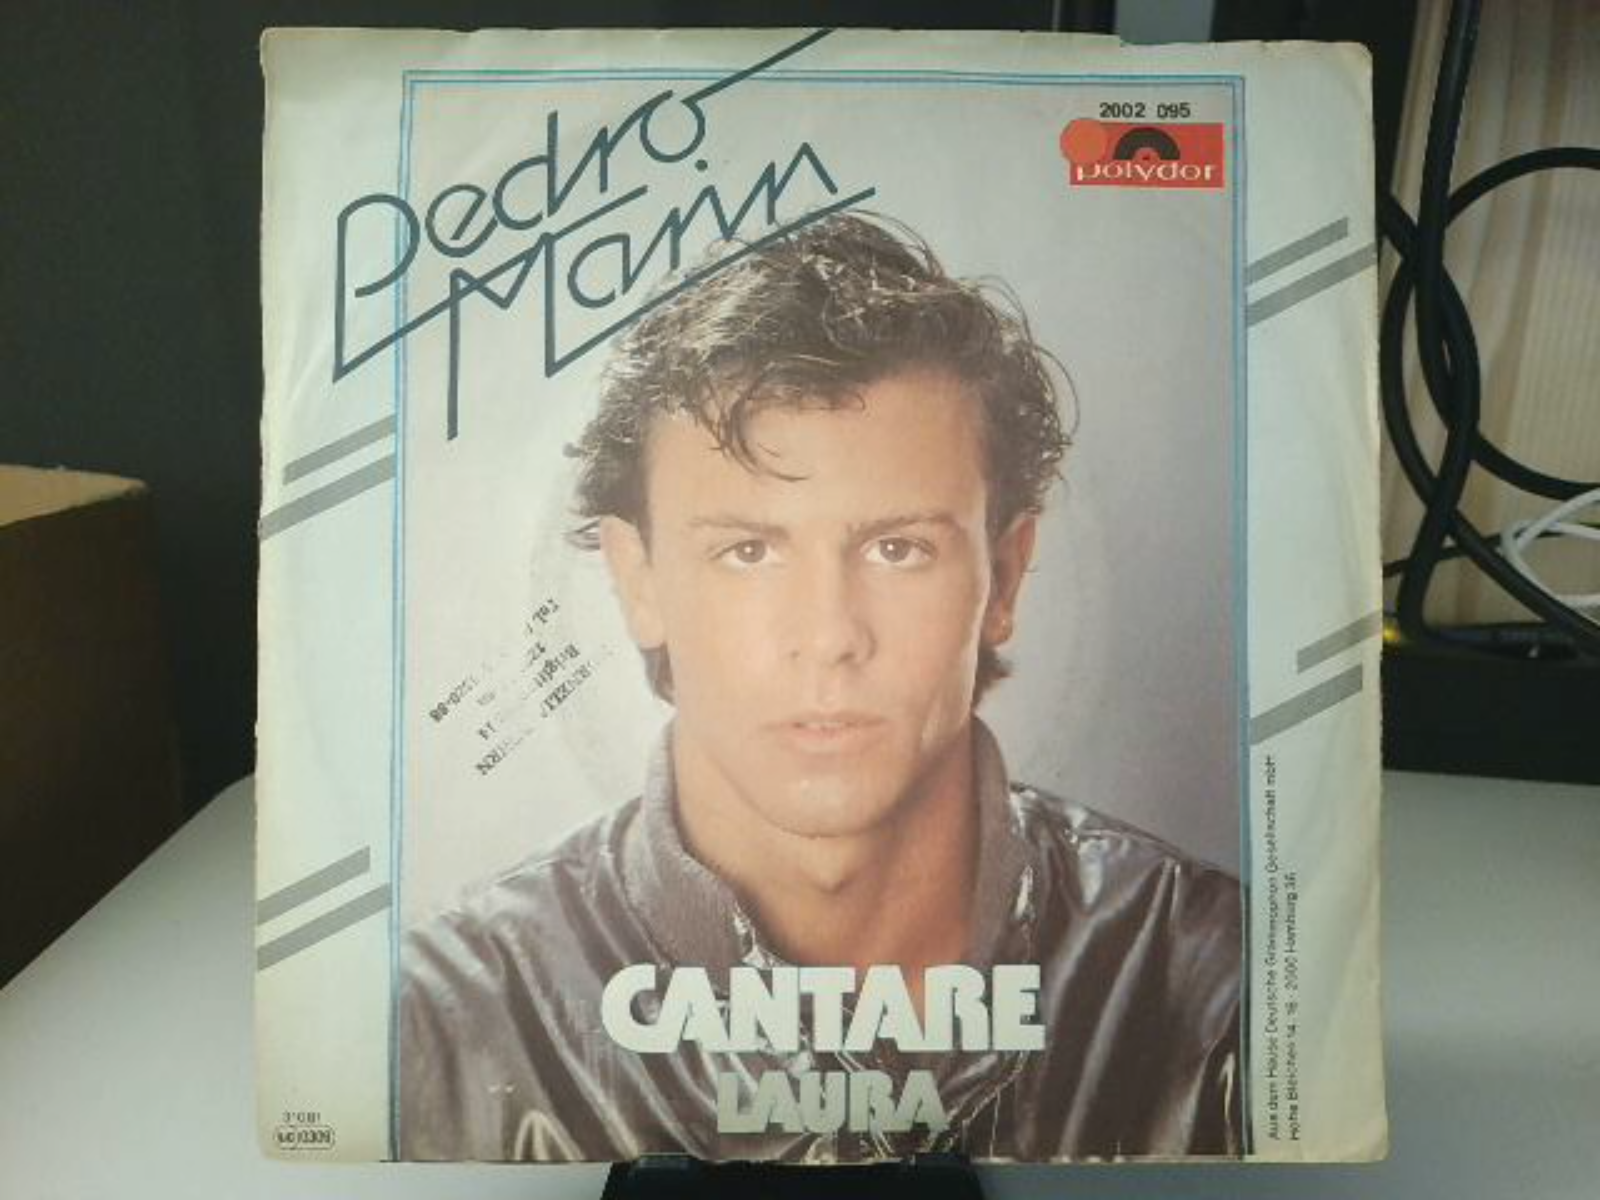 Pedro
Marin
2002 095
polydor
CANTARE
LAURA
Aus dem Hause Deutsche Grammophon Gesellschaft mbH
Hohe Bleichen 14-16 · 2000 Hamburg 36